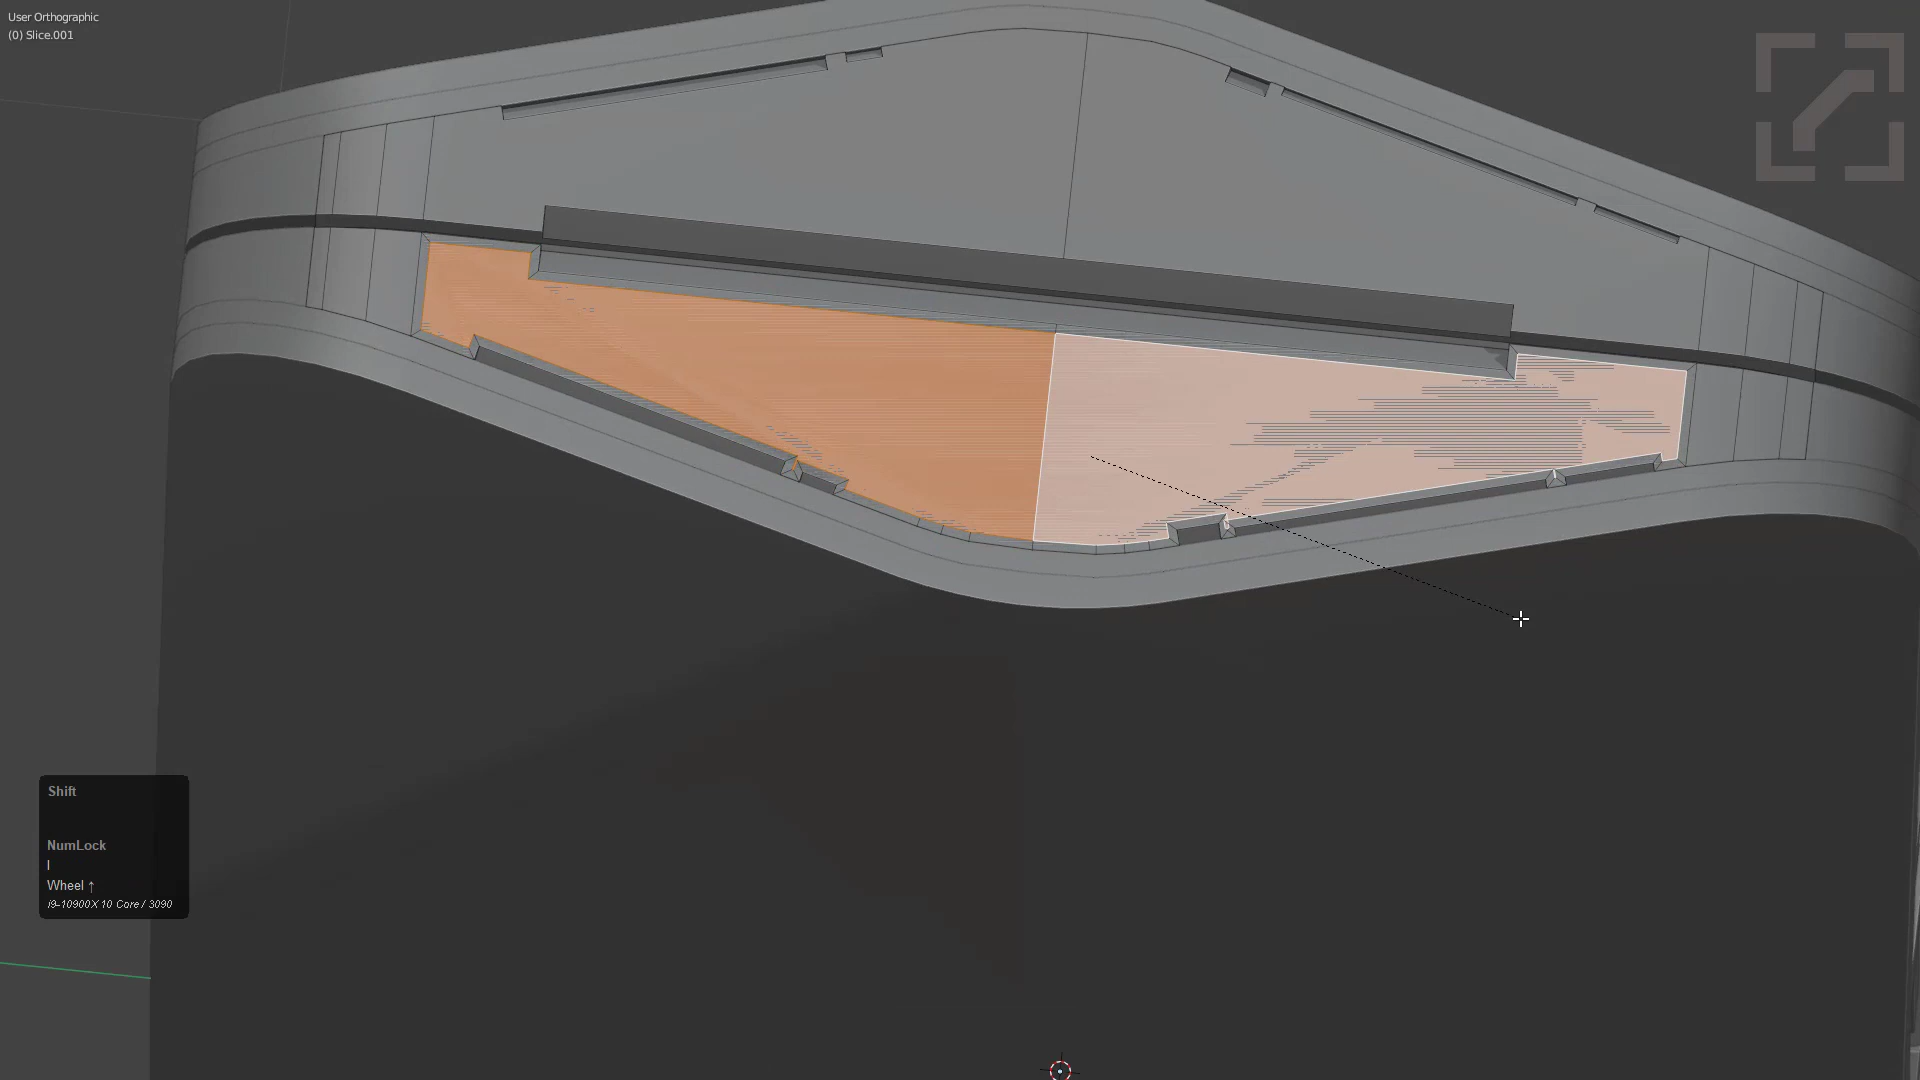 User Orthographic
(0) Slice.001
Shift
NumLock
I
Wheel ↑
i9-10900X 10 Core / 3090